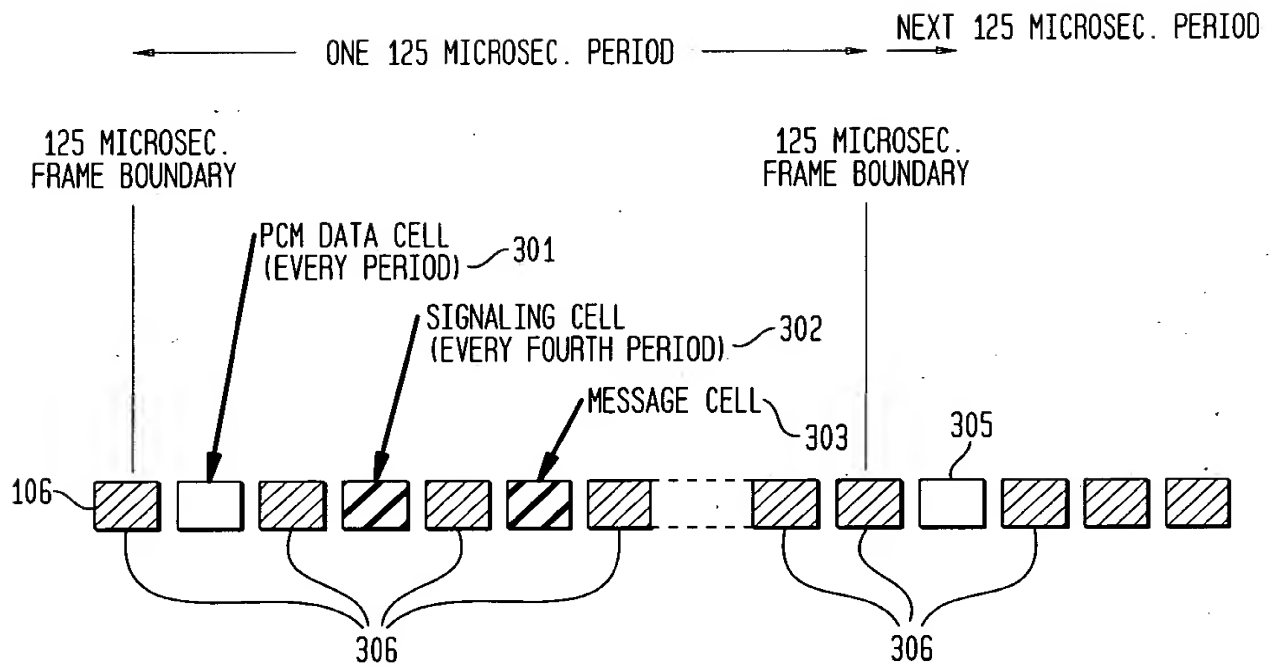 ONE 125 MICROSEC. PERIOD
NEXT 125 MICROSEC. PERIOD
125 MICROSEC.
FRAME BOUNDARY
125 MICROSEC.
FRAME BOUNDARY
PCM DATA CELL
(EVERY PERIOD)
301
SIGNALING CELL
(EVERY FOURTH PERIOD)
302
MESSAGE CELL
303
305
106
306
306